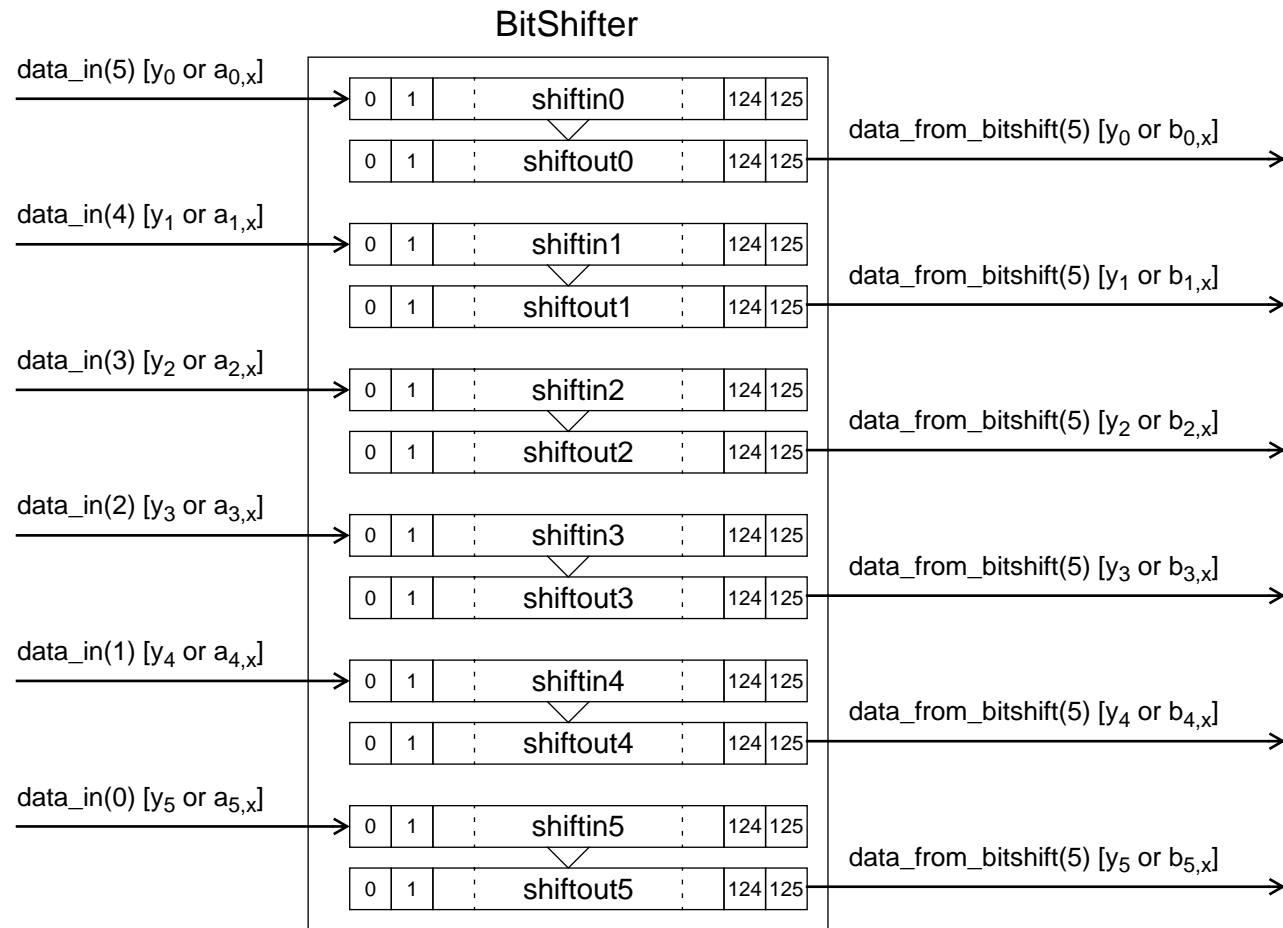 BitShifter
data_in(5) [y0 or a0,x]
0 1 shiftin0 124 125
data_from_bitshift(5) [y0 or b0,x]
0 1 shiftout0 124 125
data_in(4) [y1 or a1,x]
0 1 shiftin1 124 125
data_from_bitshift(5) [y1 or b1,x]
0 1 shiftout1 124 125
data_in(3) [y2 or a2,x]
0 1 shiftin2 124 125
data_from_bitshift(5) [y2 or b2,x]
0 1 shiftout2 124 125
data_in(2) [y3 or a3,x]
0 1 shiftin3 124 125
data_from_bitshift(5) [y3 or b3,x]
0 1 shiftout3 124 125
data_in(1) [y4 or a4,x]
0 1 shiftin4 124 125
data_from_bitshift(5) [y4 or b4,x]
0 1 shiftout4 124 125
data_in(0) [y5 or a5,x]
0 1 shiftin5 124 125
data_from_bitshift(5) [y5 or b5,x]
0 1 shiftout5 124 125